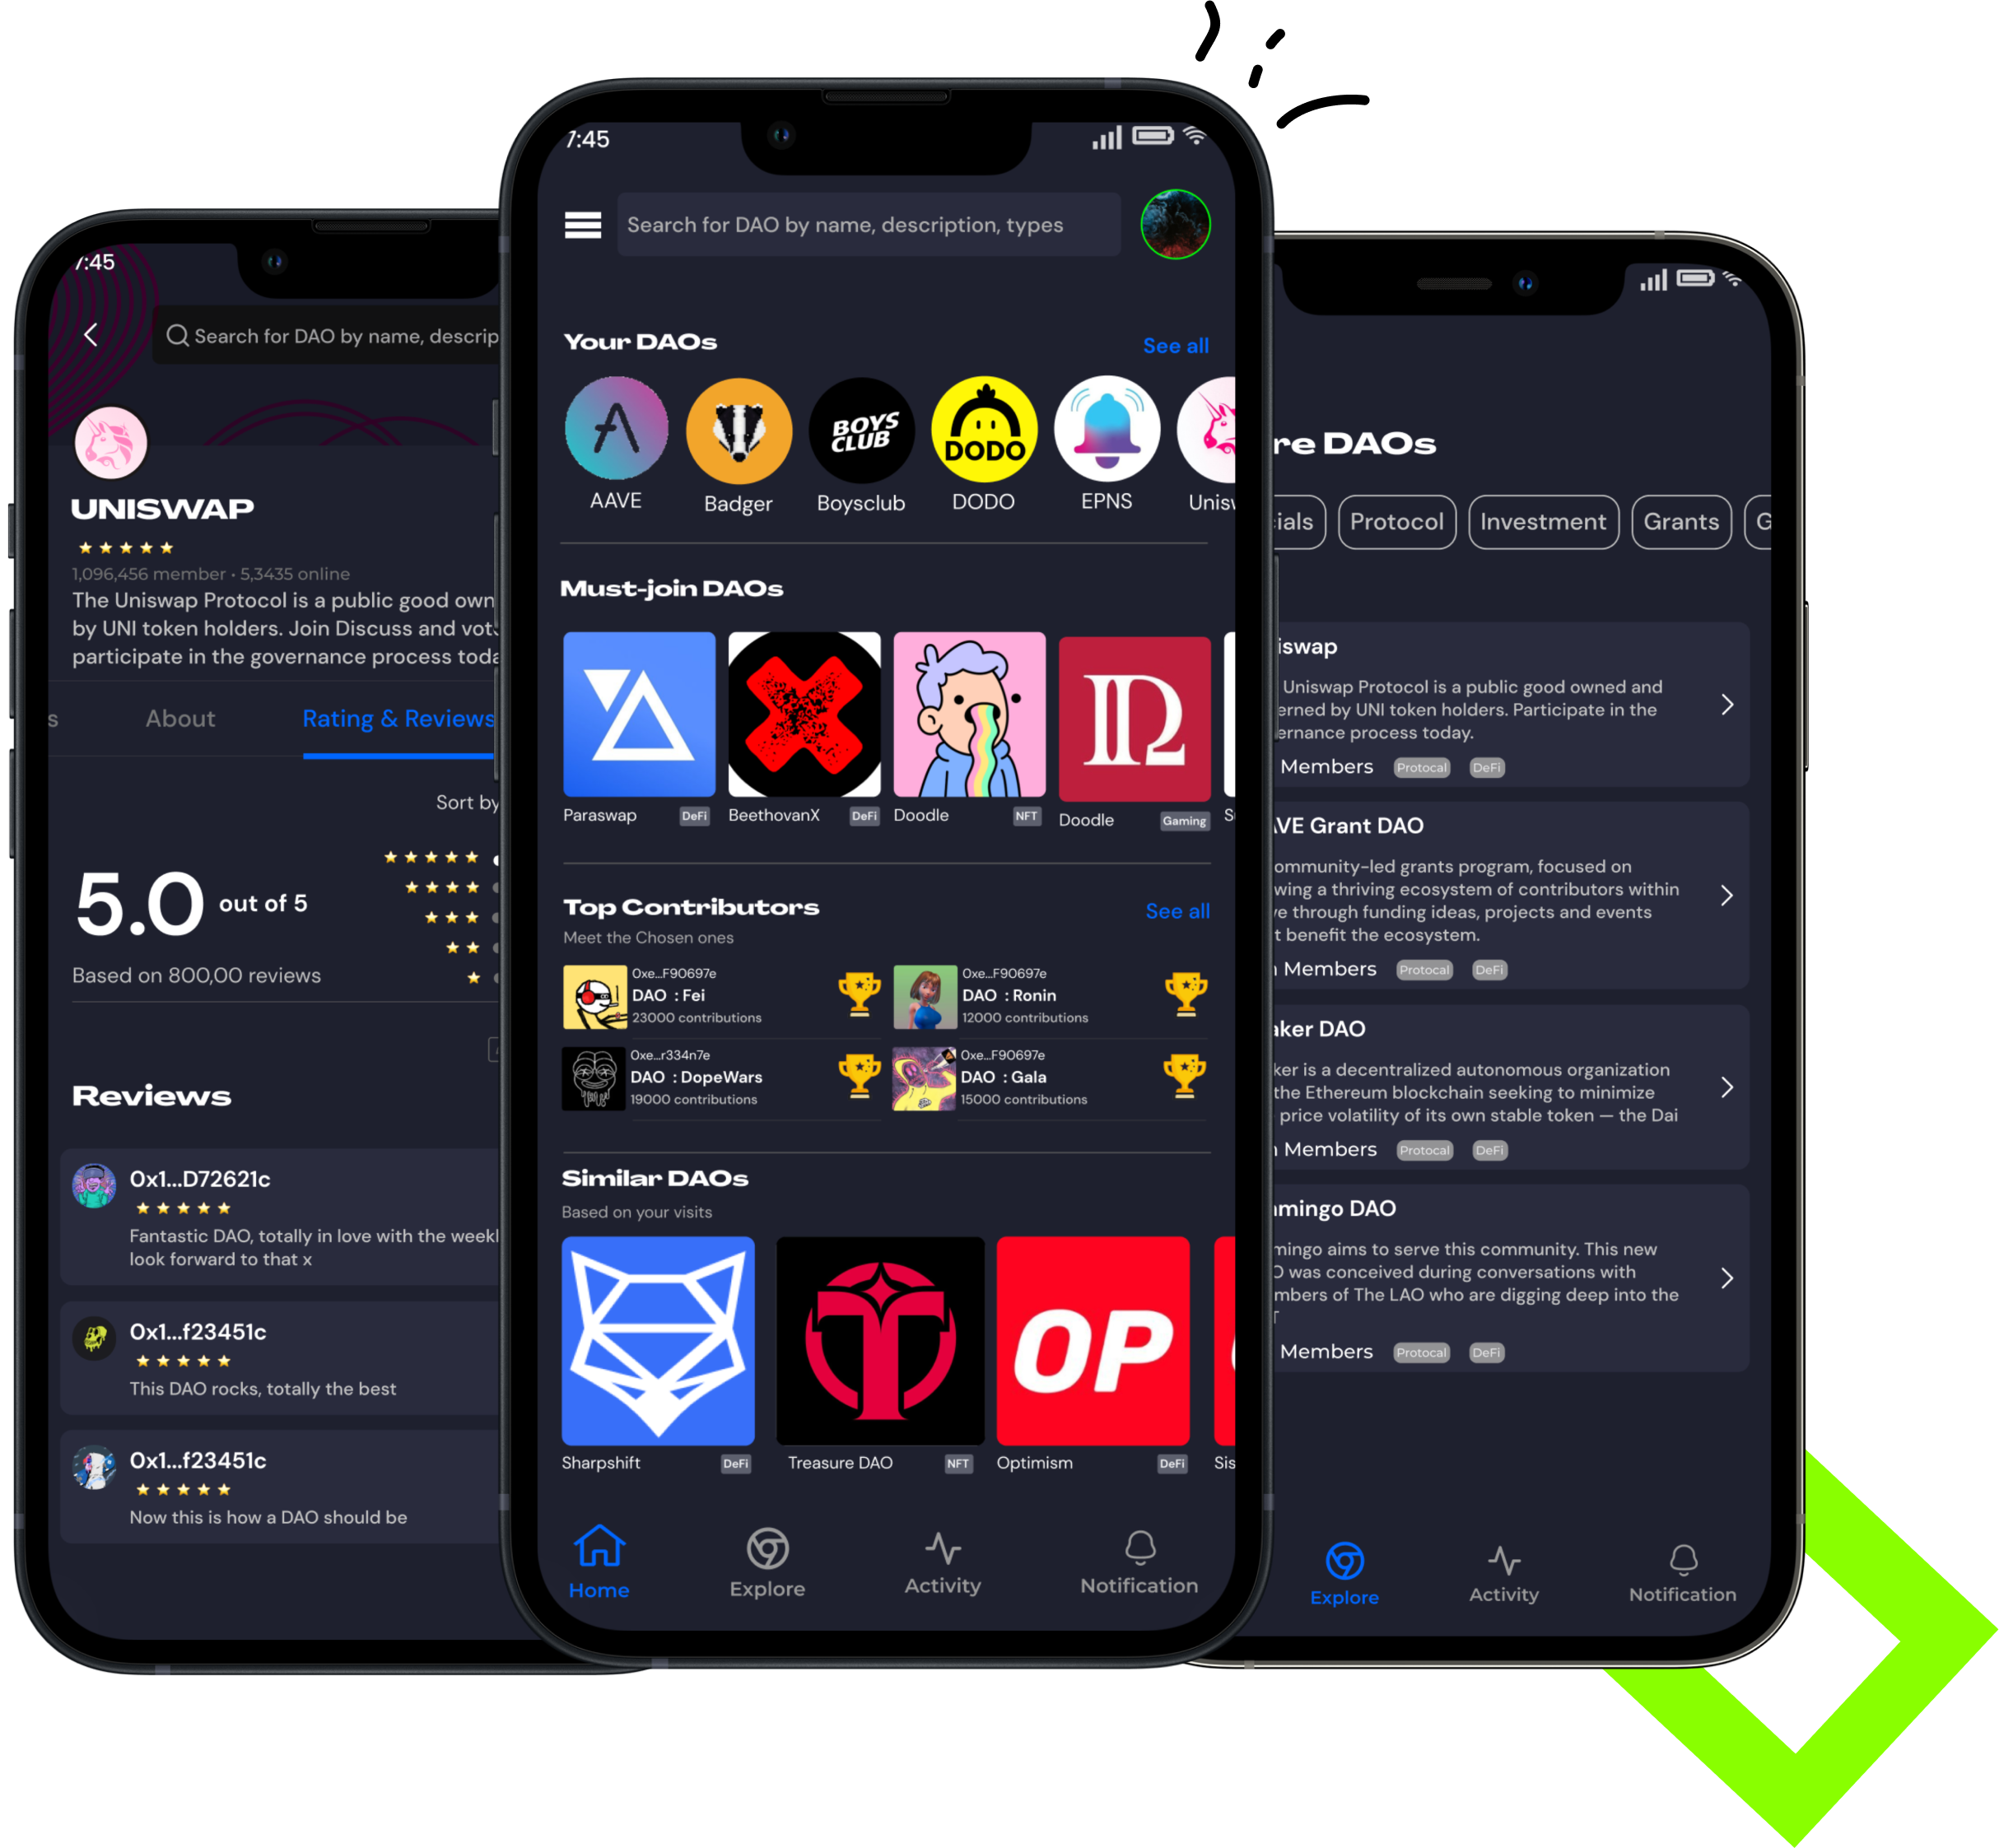 7:45
Search for DAO by name, descrip
UNISWAP
1,096,456 member • 5,3435 online
The Uniswap Protocol is a public good own
by UNI token holders. Join Discuss and vot
participate in the governance process toda
s
About
Rating & Reviews
Sort by
5.0 out of 5
Based on 800,00 reviews
Reviews
0x1...D72621c
Fantastic DAO, totally in love with the weekl
look forward to that x
0x1...f23451c
This DAO rocks, totally the best
0x1...f23451c
Now this is how a DAO should be
7:45
Search for DAO by name, description, types
Your DAOs
See all
BOYS
CLUB
DODO
AAVE
Badger
Boysclub
DODO
EPNS
Unisw
Must-join DAOs
Paraswap
DeFi
BeethovanX
DeFi
Doodle
NFT
Doodle
Gaming
S
Top Contributors
See all
Meet the Chosen ones
0xe...F90697e
DAO : Fei
23000 contributions
0xe...F90697e
DAO : Ronin
12000 contributions
0xe...r334n7e
DAO : DopeWars
19000 contributions
0xe...F90697e
DAO : Gala
15000 contributions
Similar DAOs
Based on your visits
OP
Sharpshift
DeFi
Treasure DAO
NFT
Optimism
DeFi
Sis
Home
Explore
Activity
Notification
re DAOs
ials
Protocol
Investment
Grants
G
iswap
Uniswap Protocol is a public good owned and
erned by UNI token holders. Participate in the
ernance process today.
Members
Protocal
DeFi
VE Grant DAO
ommunity-led grants program, focused on
wing a thriving ecosystem of contributors within
e through funding ideas, projects and events
t benefit the ecosystem.
Members
Protocal
DeFi
aker DAO
ker is a decentralized autonomous organization
the Ethereum blockchain seeking to minimize
price volatility of its own stable token — the Dai
Members
Protocal
DeFi
mingo DAO
mingo aims to serve this community. This new
O was conceived during conversations with
mbers of The LAO who are digging deep into the
T
Members
Protocal
DeFi
Explore
Activity
Notification